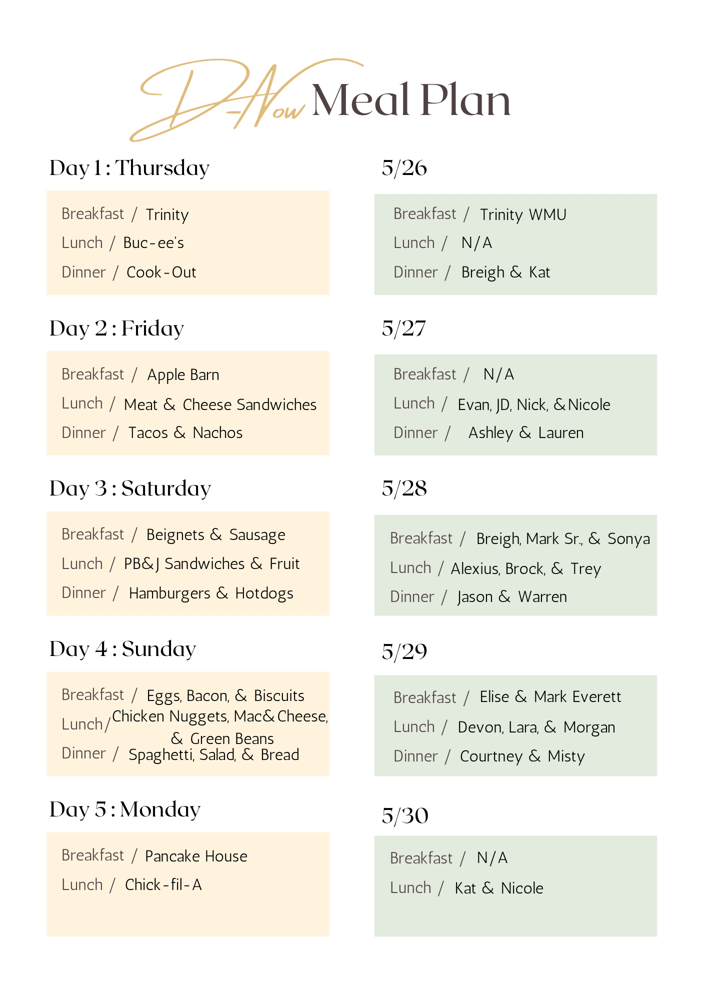 D-Now Meal Plan
Day 1 : Thursday
5/26
Breakfast / Trinity
Lunch / Buc-ee's
Dinner / Cook-Out
Breakfast / Trinity WMU
Lunch / N/A
Dinner / Breigh & Kat
Day 2 : Friday
5/27
Breakfast / Apple Barn
Lunch / Meat & Cheese Sandwiches
Dinner / Tacos & Nachos
Breakfast / N/A
Lunch / Evan, JD, Nick, &Nicole
Dinner / Ashley & Lauren
Day 3 : Saturday
5/28
Breakfast / Beignets & Sausage
Lunch / PB&J Sandwiches & Fruit
Dinner / Hamburgers & Hotdogs
Breakfast / Breigh, Mark Sr., & Sonya
Lunch / Alexius, Brock, & Trey
Dinner / Jason & Warren
Day 4 : Sunday
5/29
Breakfast / Eggs, Bacon, & Biscuits
Lunch/ Chicken Nuggets, Mac&Cheese,
& Green Beans
Dinner / Spaghetti, Salad, & Bread
Breakfast / Elise & Mark Everett
Lunch / Devon, Lara, & Morgan
Dinner / Courtney & Misty
Day 5 : Monday
5/30
Breakfast / Pancake House
Lunch / Chick-fil-A
Breakfast / N/A
Lunch / Kat & Nicole